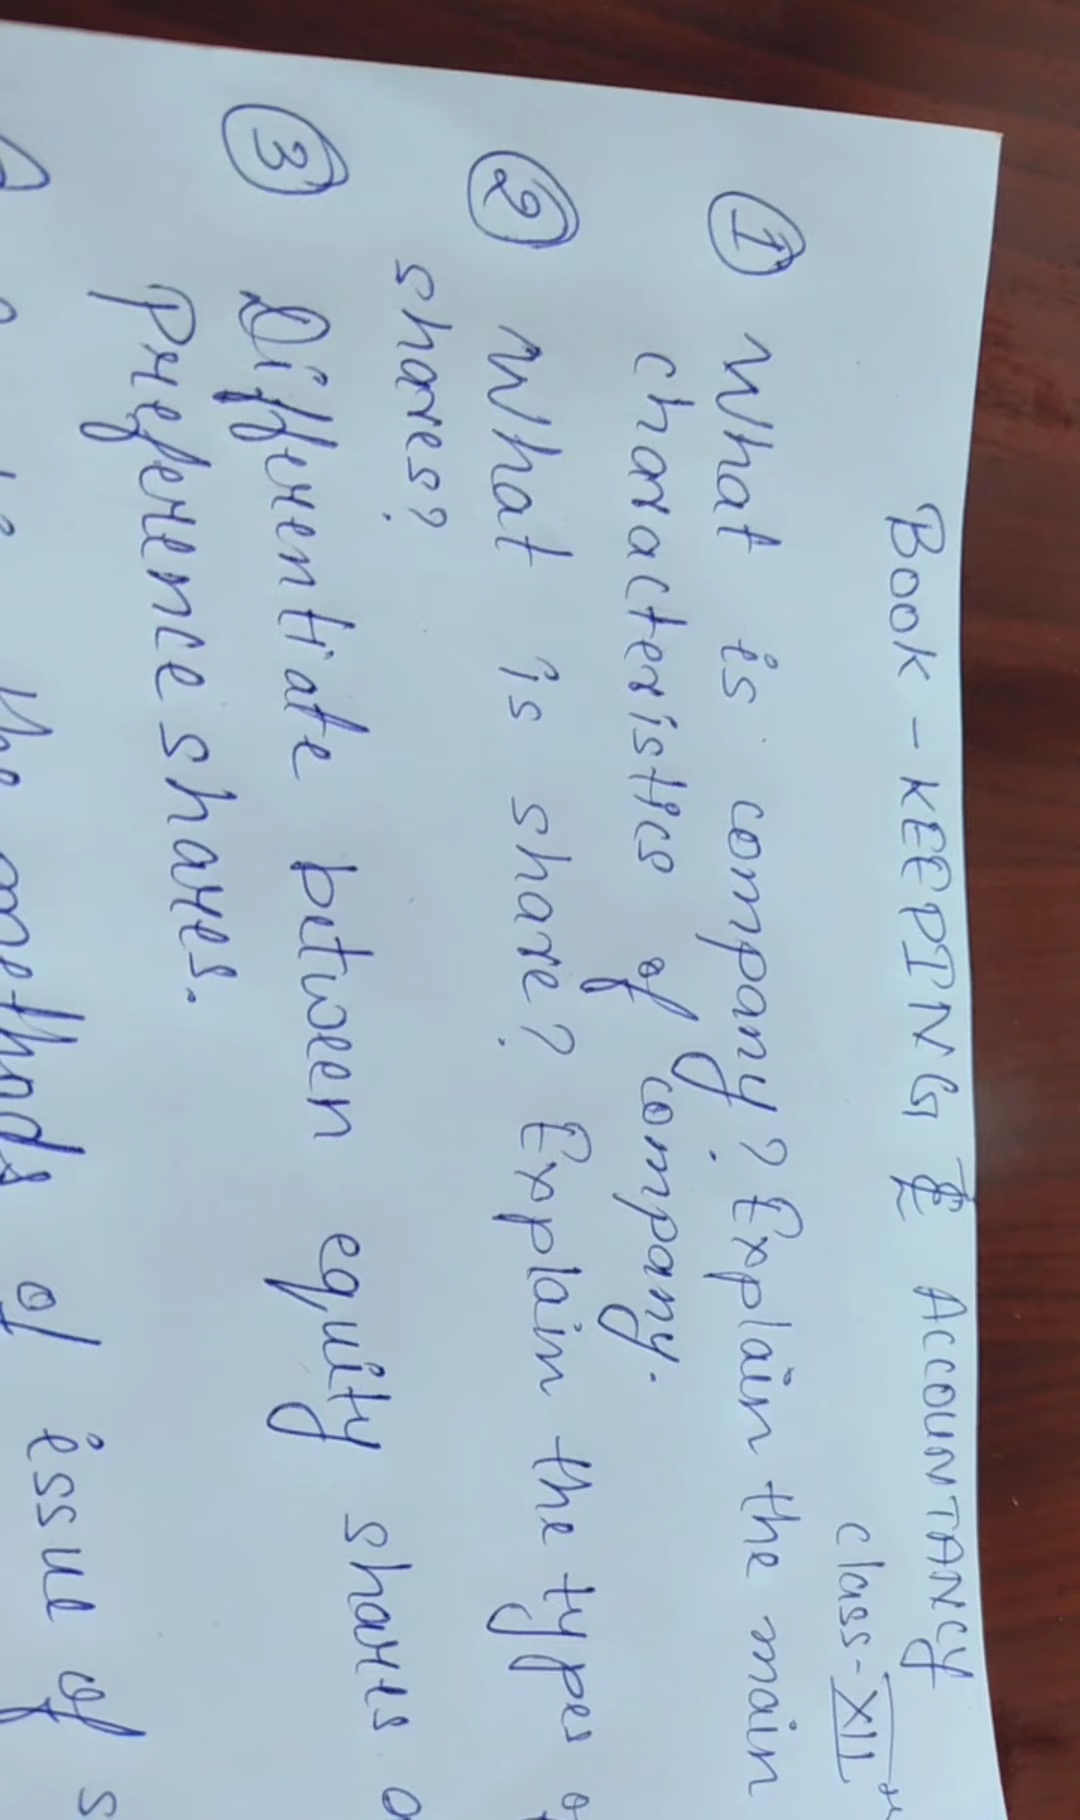 BOOK-KEEPING & ACCOUNTANCY
class-XII
① What is company? Explain the main
characteristics of company.
② What is share? Explain the types
shares?
③ Differentiate between equity shares
Preference shares.
the methods of issue of